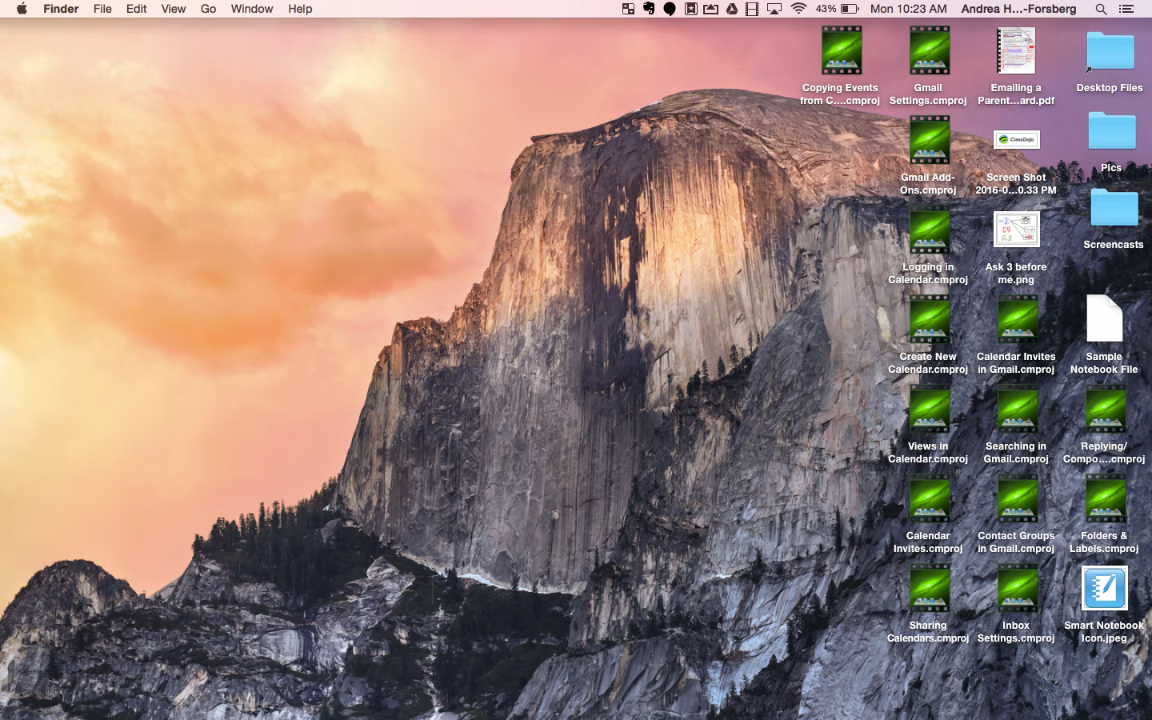 Finder File Edit View Go Window Help 43% Mon 10:23 AM Andrea H...-Forsberg
Copying Events
from C....cmproj
Gmail
Settings.cmproj
Emailing a
Parent...ard.pdf
Desktop Files
Gmail Add-
Ons.cmproj
ClassDojo
Screen Shot
2016-0...0.33 PM
Pics
Logging in
Calendar.cmproj
Ask 3 before
me.png
Screencasts
Create New
Calendar.cmproj
Calendar Invites
in Gmail.cmproj
Sample
Notebook File
Views in
Calendar.cmproj
Searching in
Gmail.cmproj
Replying/
Compo....cmproj
Calendar
Invites.cmproj
Contact Groups
in Gmail.cmproj
Folders &
Labels.cmproj
Sharing
Calendars.cmproj
Inbox
Settings.cmproj
Smart Notebook
Icon.jpeg